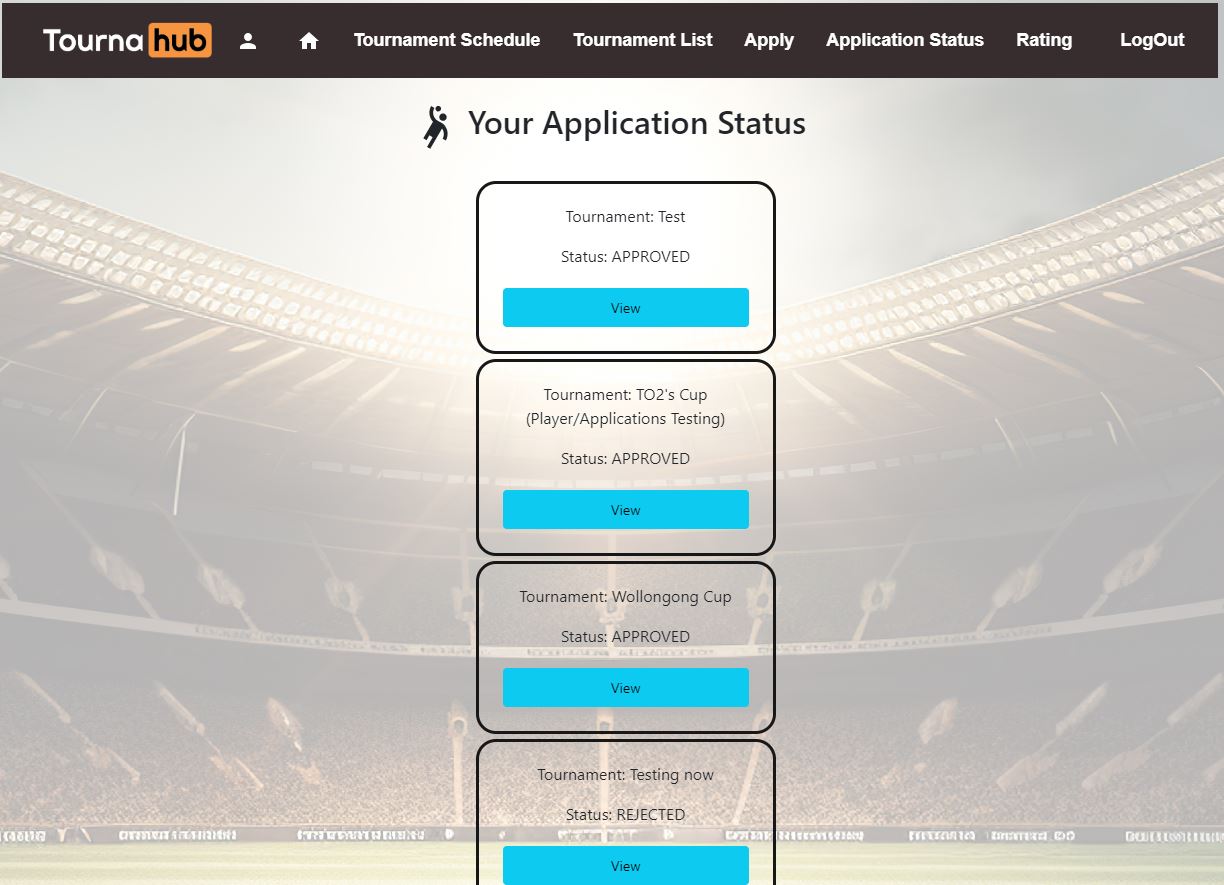 Tourna hub Tournament Schedule Tournament List Apply Application Status Rating LogOut
Your Application Status
Tournament: Test
Status: APPROVED
View
Tournament: TO2's Cup
(Player/Applications Testing)
Status: APPROVED
View
Tournament: Wollongong Cup
Status: APPROVED
View
Tournament: Testing now
Status: REJECTED
View